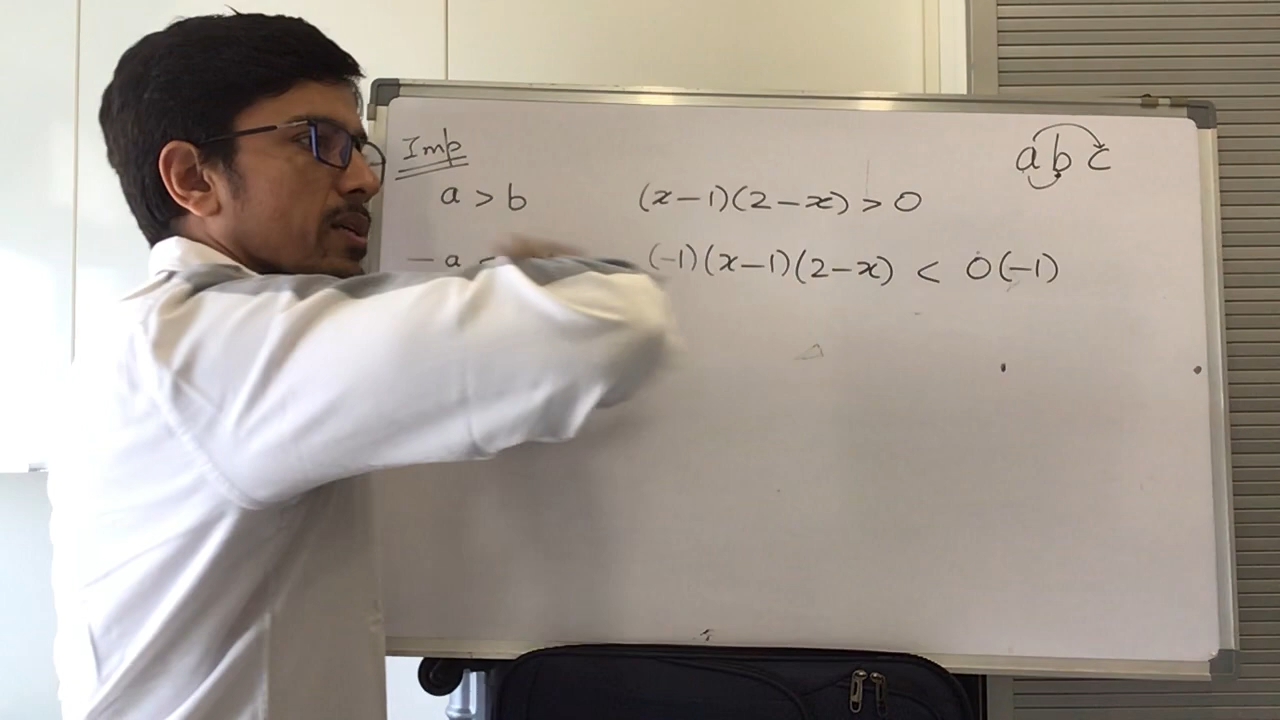 Imp
a b c
a > b (x-1)(2-x) > 0
-a (-1)(x-1)(2-x) < 0(-1)